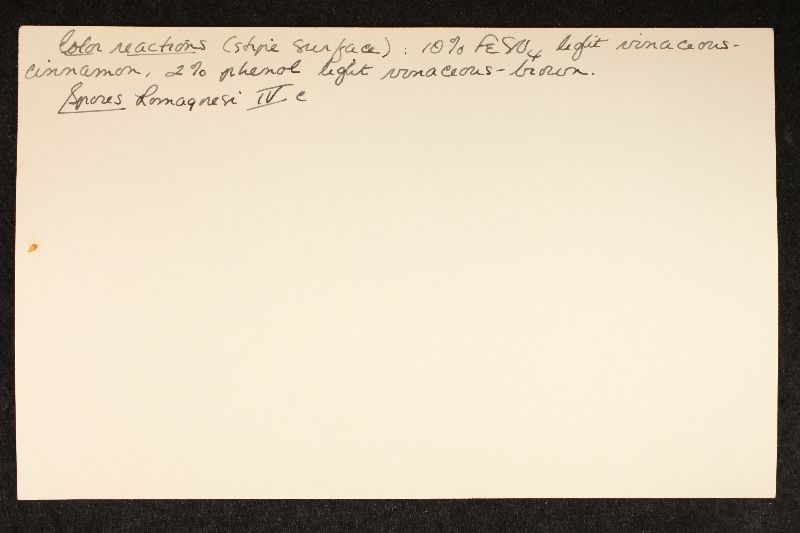 Color reactions (stipe surface): 10% FESO4 light vinaceous-
cinnamon, 2% phenol light vinaceous-brown.
Spores Romagnesi IV c